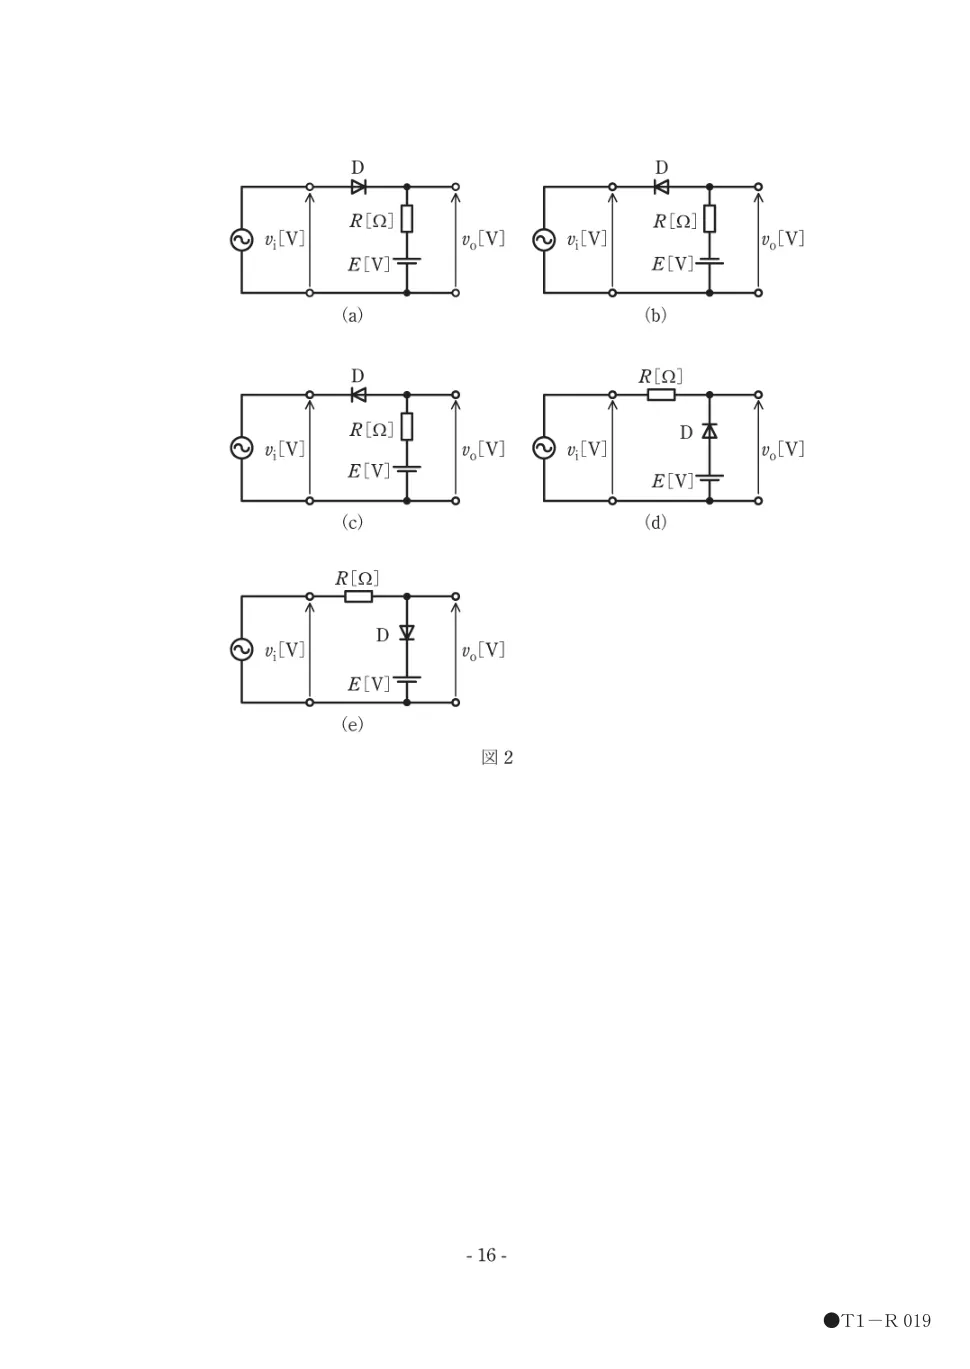 D
R[Ω]
vi[V]
vo[V]
E[V]
(a)
D
R[Ω]
vi[V]
vo[V]
E[V]
(b)
D
R[Ω]
vi[V]
vo[V]
E[V]
(c)
R[Ω]
D
vi[V]
vo[V]
E[V]
(d)
R[Ω]
D
vi[V]
vo[V]
E[V]
(e)
図2
- 16 -
●T1－R 019